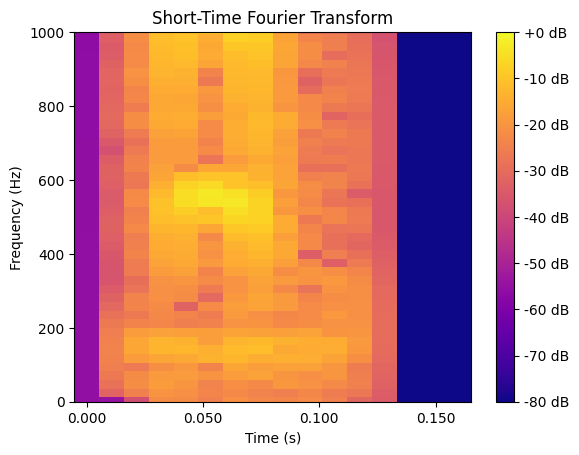 Short-Time Fourier Transform
1000
800
600
400
200
0
Frequency (Hz)
0.000
0.050
0.100
0.150
Time (s)
+0 dB
-10 dB
-20 dB
-30 dB
-40 dB
-50 dB
-60 dB
-70 dB
-80 dB